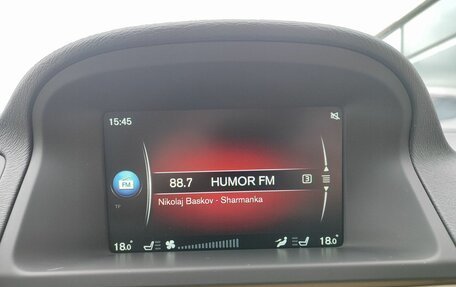 15:45
FM
TP
88.7 HUMOR FM 3
Nikolaj Baskov - Sharmanka
18.0° 18.0°